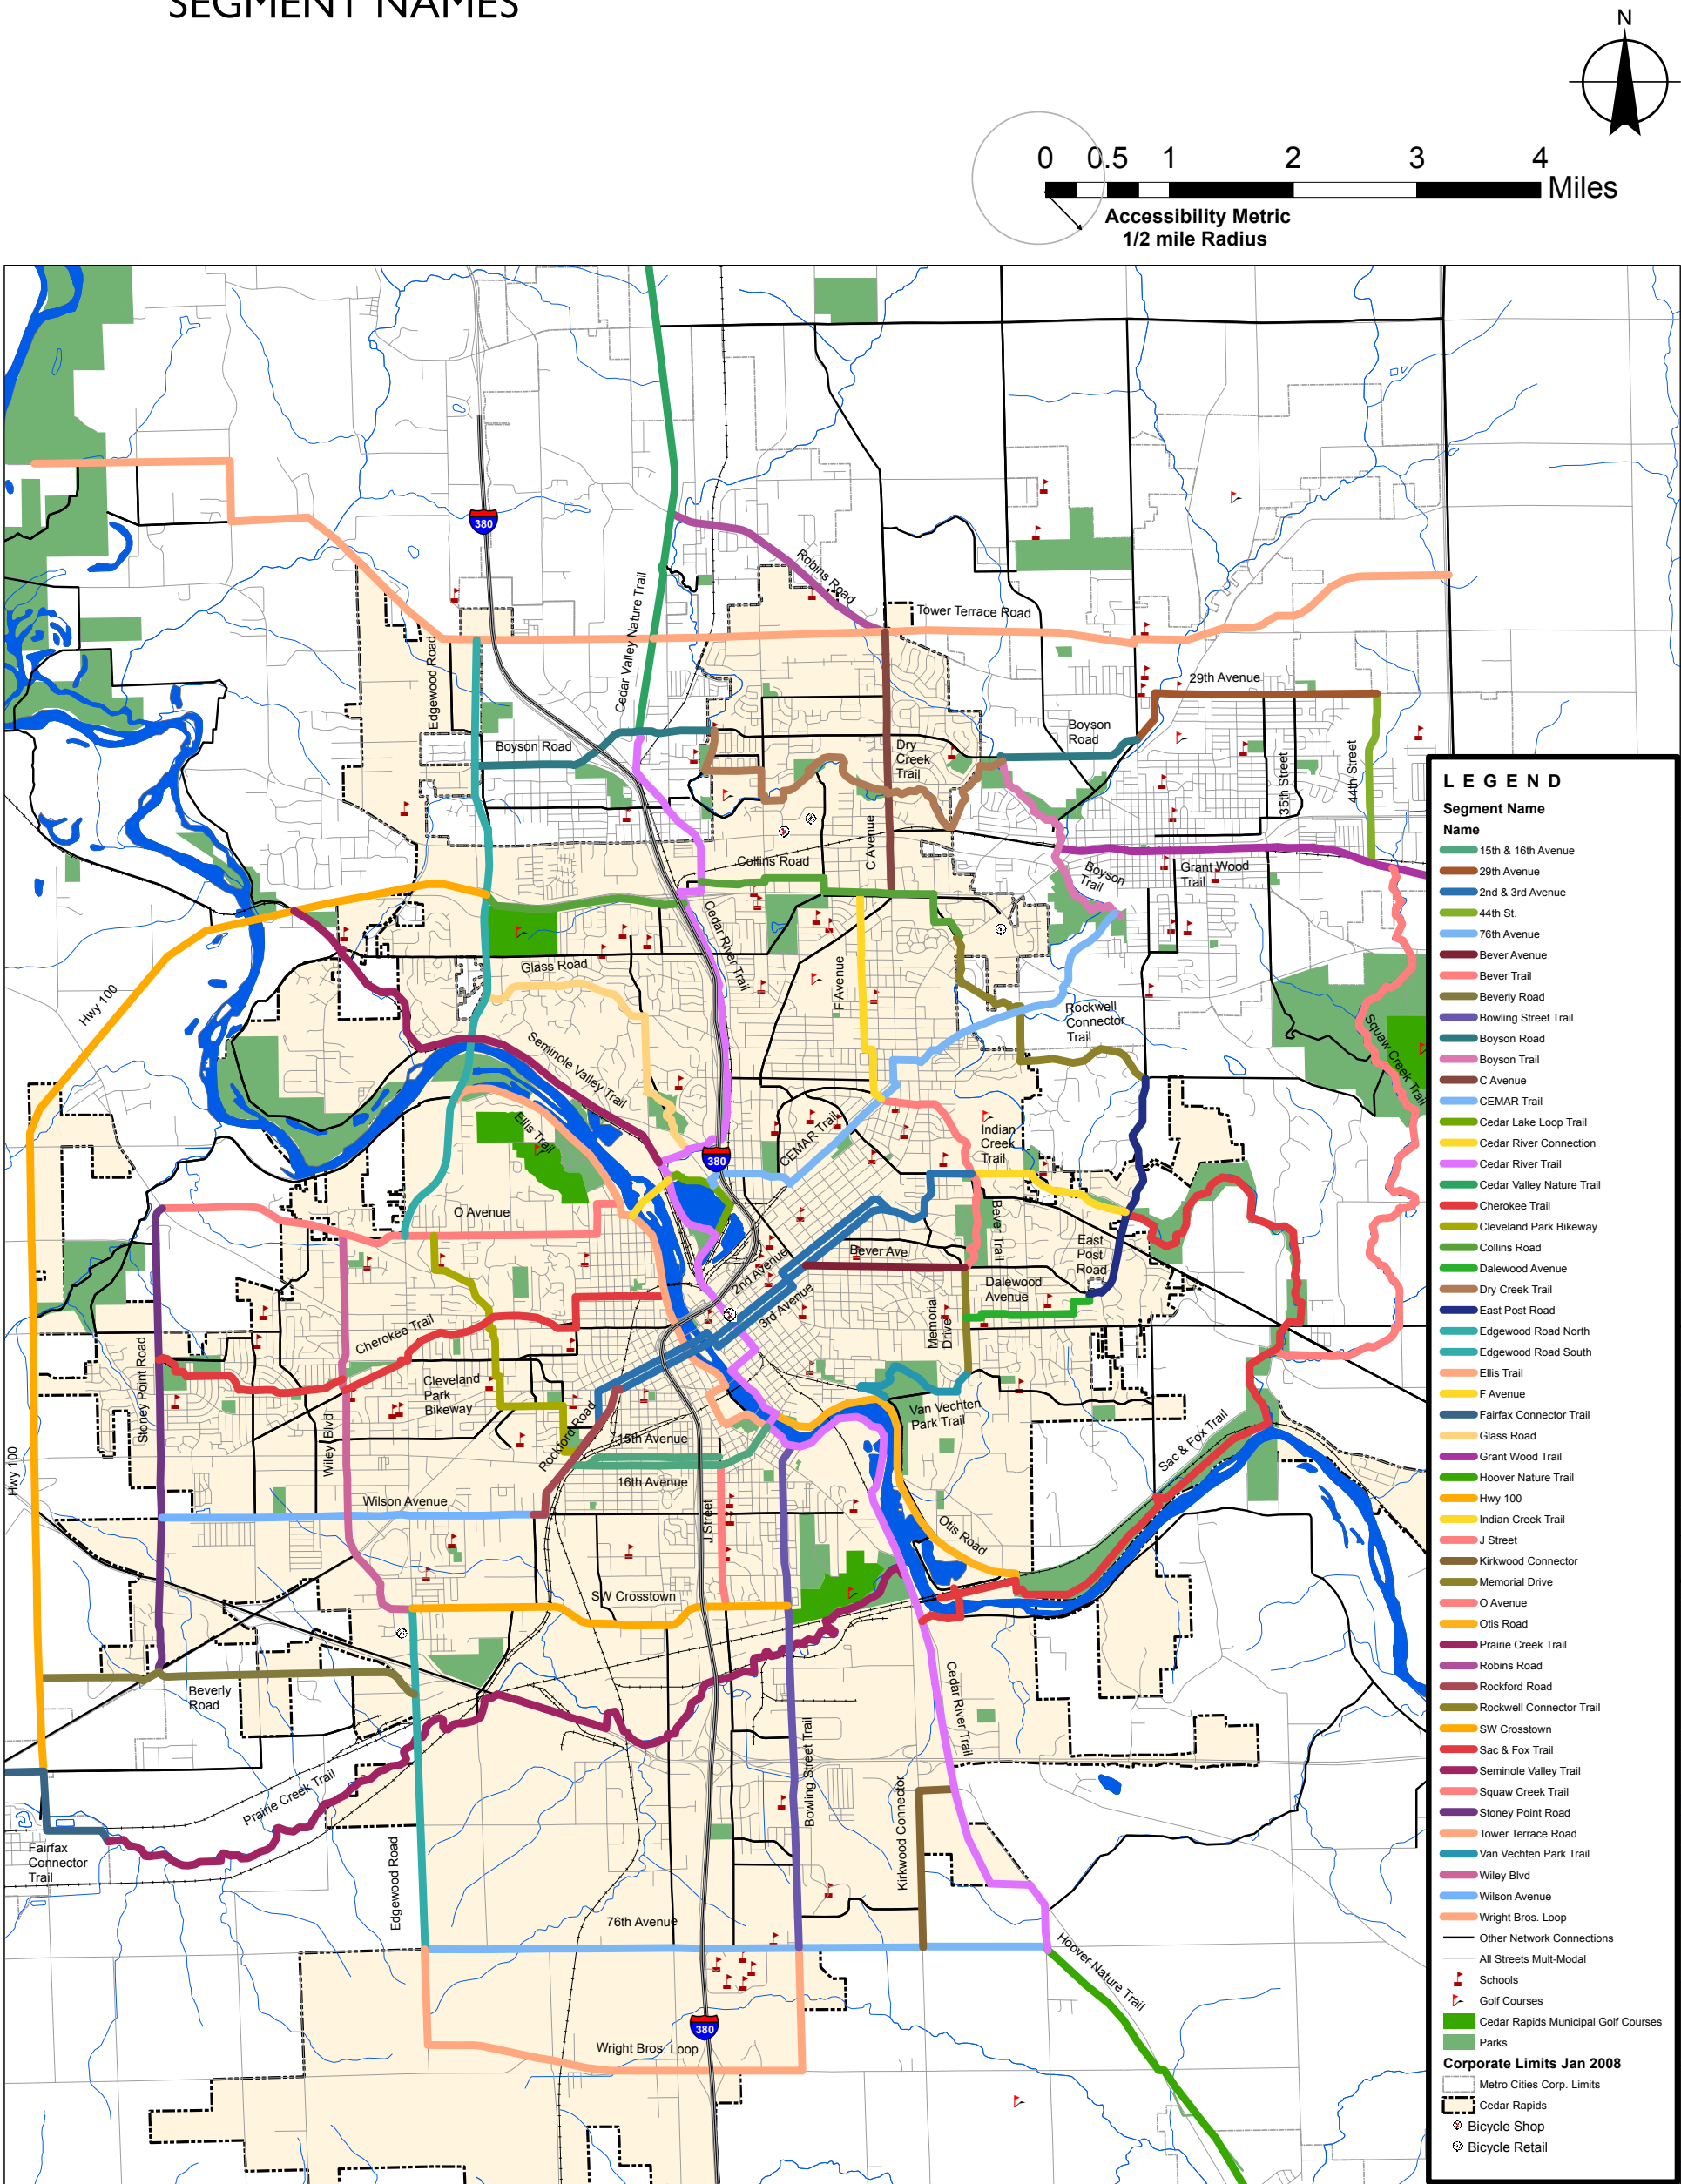 SEGMENT NAMES
N
0 0.5 1 2 3 4
Miles
Accessibility Metric
1/2 mile Radius
380
Robins Road
Cedar Valley Nature Trail
Tower Terrace Road
Edgewood Road
29th Avenue
Boyson Road
Boyson
Road
Dry
Creek
Trail
35th Street
44th Street
C Avenue
Collins Road
Boyson
Trail
Grant Wood
Trail
Cedar River Trail
Glass Road
F Avenue
Hwy 100
Rockwell
Connector
Trail
Squaw Creek Trail
Seminole Valley Trail
Ellis Trail
CEMAR Trail
Indian
Creek
Trail
380
O Avenue
Bever Trail
Bever Ave
East
Post
Road
2nd Avenue
3rd Avenue
Dalewood
Avenue
Memorial
Drive
Cherokee Trail
Stoney Point Road
Cleveland
Park
Bikeway
Van Vechten
Park Trail
Rockford Road
15th Avenue
Wiley Blvd
Sac & Fox Trail
Hwy 100
16th Avenue
Wilson Avenue
J Street
Otis Road
SW Crosstown
Beverly
Road
Cedar River Trail
Bowling Street Trail
Prairie Creek Trail
Kirkwood Connector
Fairfax
Connector
Trail
Edgewood Road
76th Avenue
Hoover Nature Trail
380
Wright Bros. Loop
LEGEND
Segment Name
Name
15th & 16th Avenue
29th Avenue
2nd & 3rd Avenue
44th St.
76th Avenue
Bever Avenue
Bever Trail
Beverly Road
Bowling Street Trail
Boyson Road
Boyson Trail
C Avenue
CEMAR Trail
Cedar Lake Loop Trail
Cedar River Connection
Cedar River Trail
Cedar Valley Nature Trail
Cherokee Trail
Cleveland Park Bikeway
Collins Road
Dalewood Avenue
Dry Creek Trail
East Post Road
Edgewood Road North
Edgewood Road South
Ellis Trail
F Avenue
Fairfax Connector Trail
Glass Road
Grant Wood Trail
Hoover Nature Trail
Hwy 100
Indian Creek Trail
J Street
Kirkwood Connector
Memorial Drive
O Avenue
Otis Road
Prairie Creek Trail
Robins Road
Rockford Road
Rockwell Connector Trail
SW Crosstown
Sac & Fox Trail
Seminole Valley Trail
Squaw Creek Trail
Stoney Point Road
Tower Terrace Road
Van Vechten Park Trail
Wiley Blvd
Wilson Avenue
Wright Bros. Loop
Other Network Connections
All Streets Mult-Modal
Schools
Golf Courses
Cedar Rapids Municipal Golf Courses
Parks
Corporate Limits Jan 2008
Metro Cities Corp. Limits
Cedar Rapids
Bicycle Shop
Bicycle Retail